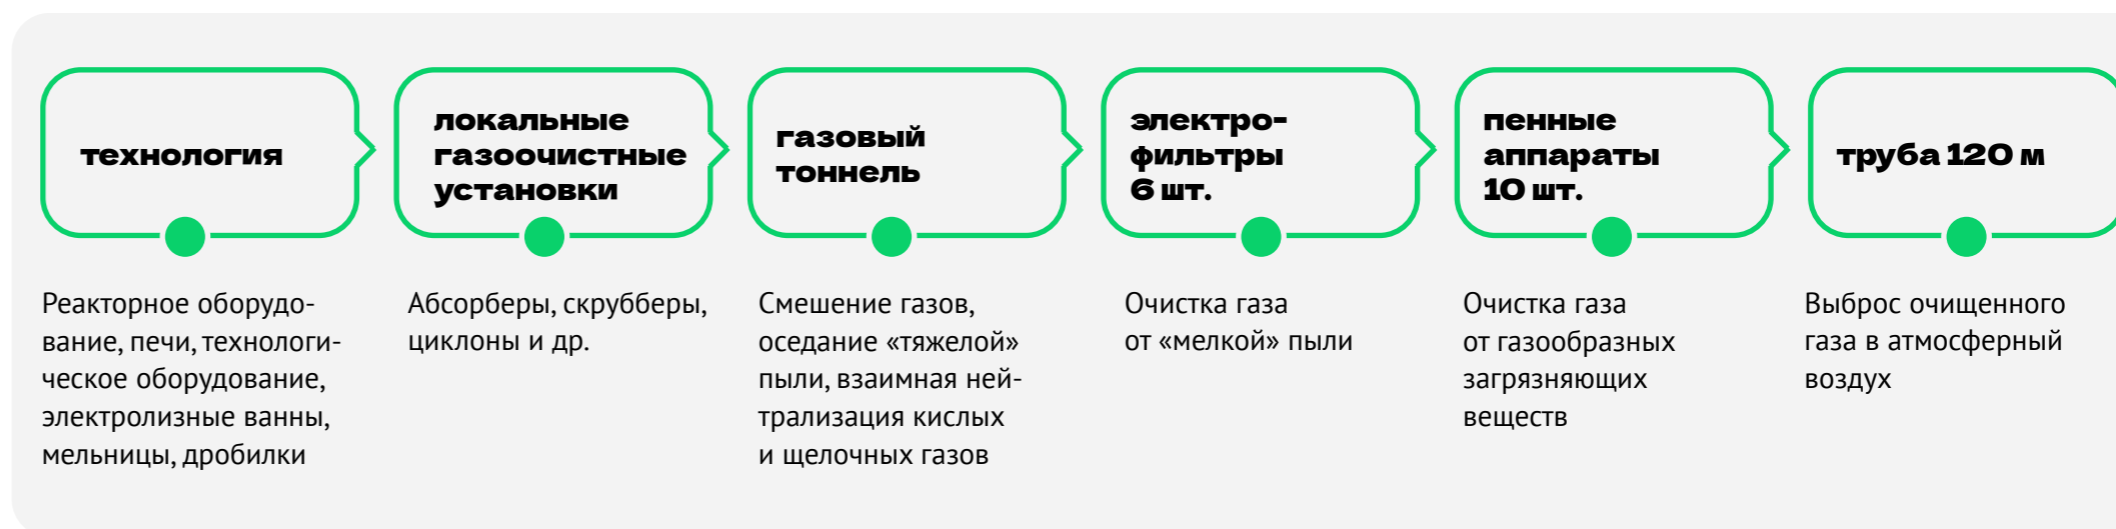 технология
локальные
газоочистные
установки
газовый
тоннель
электро-
фильтры
6 шт.
пенные
аппараты
10 шт.
труба 120 м
Реакторное оборудо-
вание, печи, технологи-
ческое оборудование,
электролизные ванны,
мельницы, дробилки
Абсорберы, скрубберы,
циклоны и др.
Смешение газов,
оседание «тяжелой»
пыли, взаимная ней-
трализация кислых
и щелочных газов
Очистка газа
от «мелкой» пыли
Очистка газа
от газообразных
загрязняющих
веществ
Выброс очищенного
газа в атмосферный
воздух